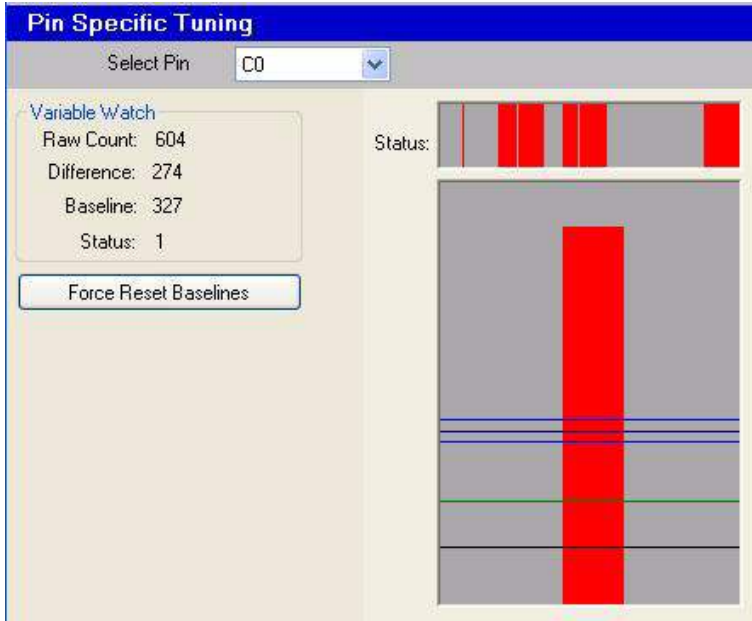 Pin Specific Tuning
Select Pin C0
Variable Watch
Raw Count: 604
Difference: 274
Baseline: 327
Status: 1
Force Reset Baselines
Status: